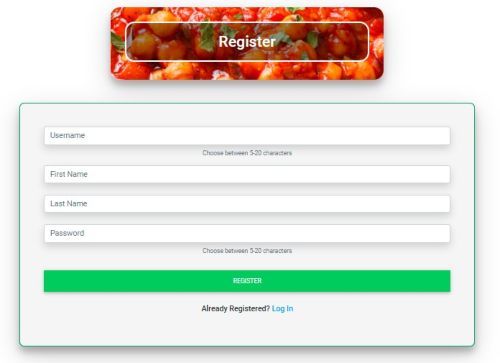 Register
Username
Choose between 5-20 characters
First Name
Last Name
Password
Choose between 5-20 characters
REGISTER
Already Registered? Log In